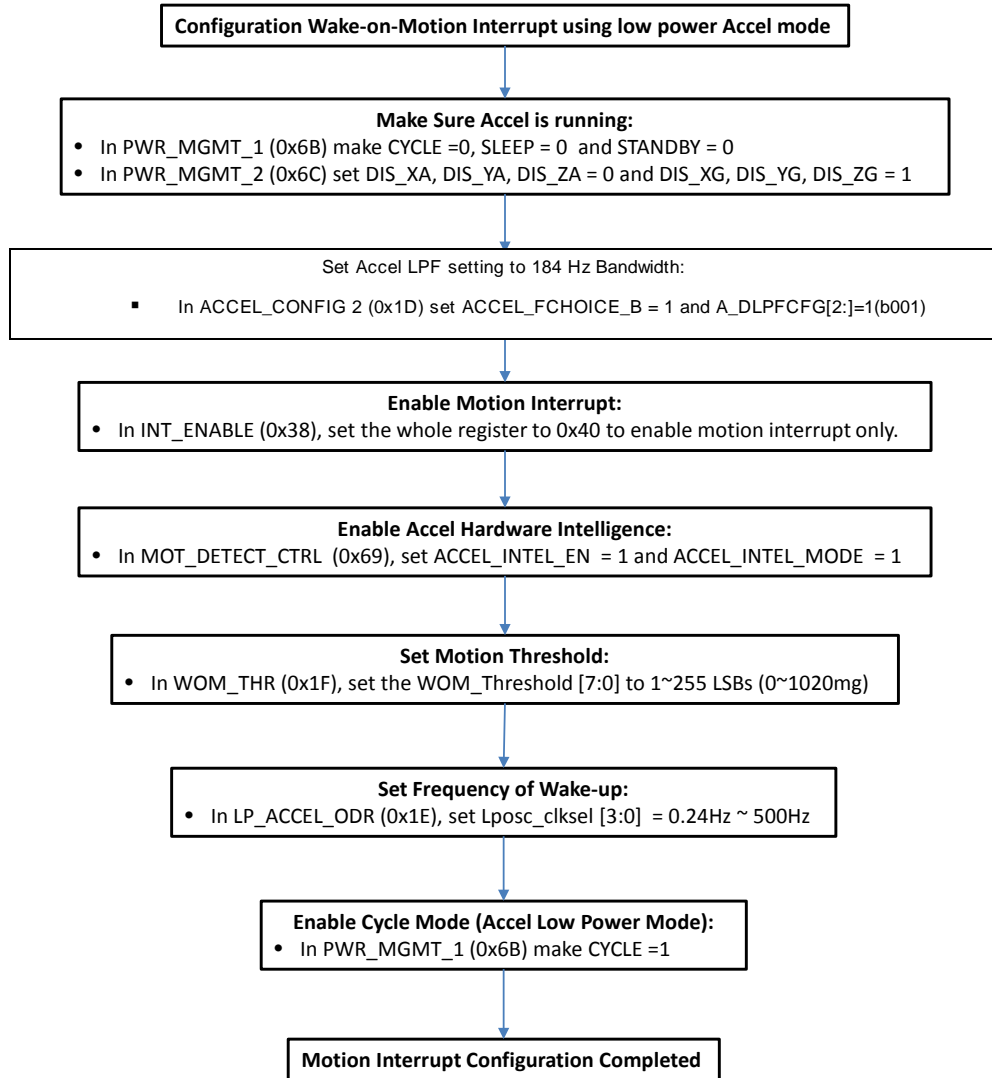 Configuration Wake-on-Motion Interrupt using low power Accel mode
Make Sure Accel is running:
• In PWR_MGMT_1 (0x6B) make CYCLE =0, SLEEP = 0 and STANDBY = 0
• In PWR_MGMT_2 (0x6C) set DIS_XA, DIS_YA, DIS_ZA = 0 and DIS_XG, DIS_YG, DIS_ZG = 1
Set Accel LPF setting to 184 Hz Bandwidth:
▪ In ACCEL_CONFIG 2 (0x1D) set ACCEL_FCHOICE_B = 1 and A_DLPFCFG[2:]=1(b001)
Enable Motion Interrupt:
• In INT_ENABLE (0x38), set the whole register to 0x40 to enable motion interrupt only.
Enable Accel Hardware Intelligence:
• In MOT_DETECT_CTRL (0x69), set ACCEL_INTEL_EN = 1 and ACCEL_INTEL_MODE = 1
Set Motion Threshold:
• In WOM_THR (0x1F), set the WOM_Threshold [7:0] to 1~255 LSBs (0~1020mg)
Set Frequency of Wake-up:
• In LP_ACCEL_ODR (0x1E), set Lposc_clksel [3:0] = 0.24Hz ~ 500Hz
Enable Cycle Mode (Accel Low Power Mode):
• In PWR_MGMT_1 (0x6B) make CYCLE =1
Motion Interrupt Configuration Completed